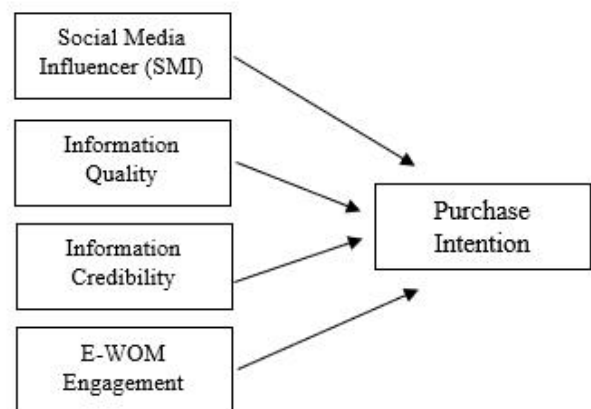 Social Media
Influencer (SMI)
Information
Quality
Information
Credibility
E-WOM
Engagement
Purchase
Intention